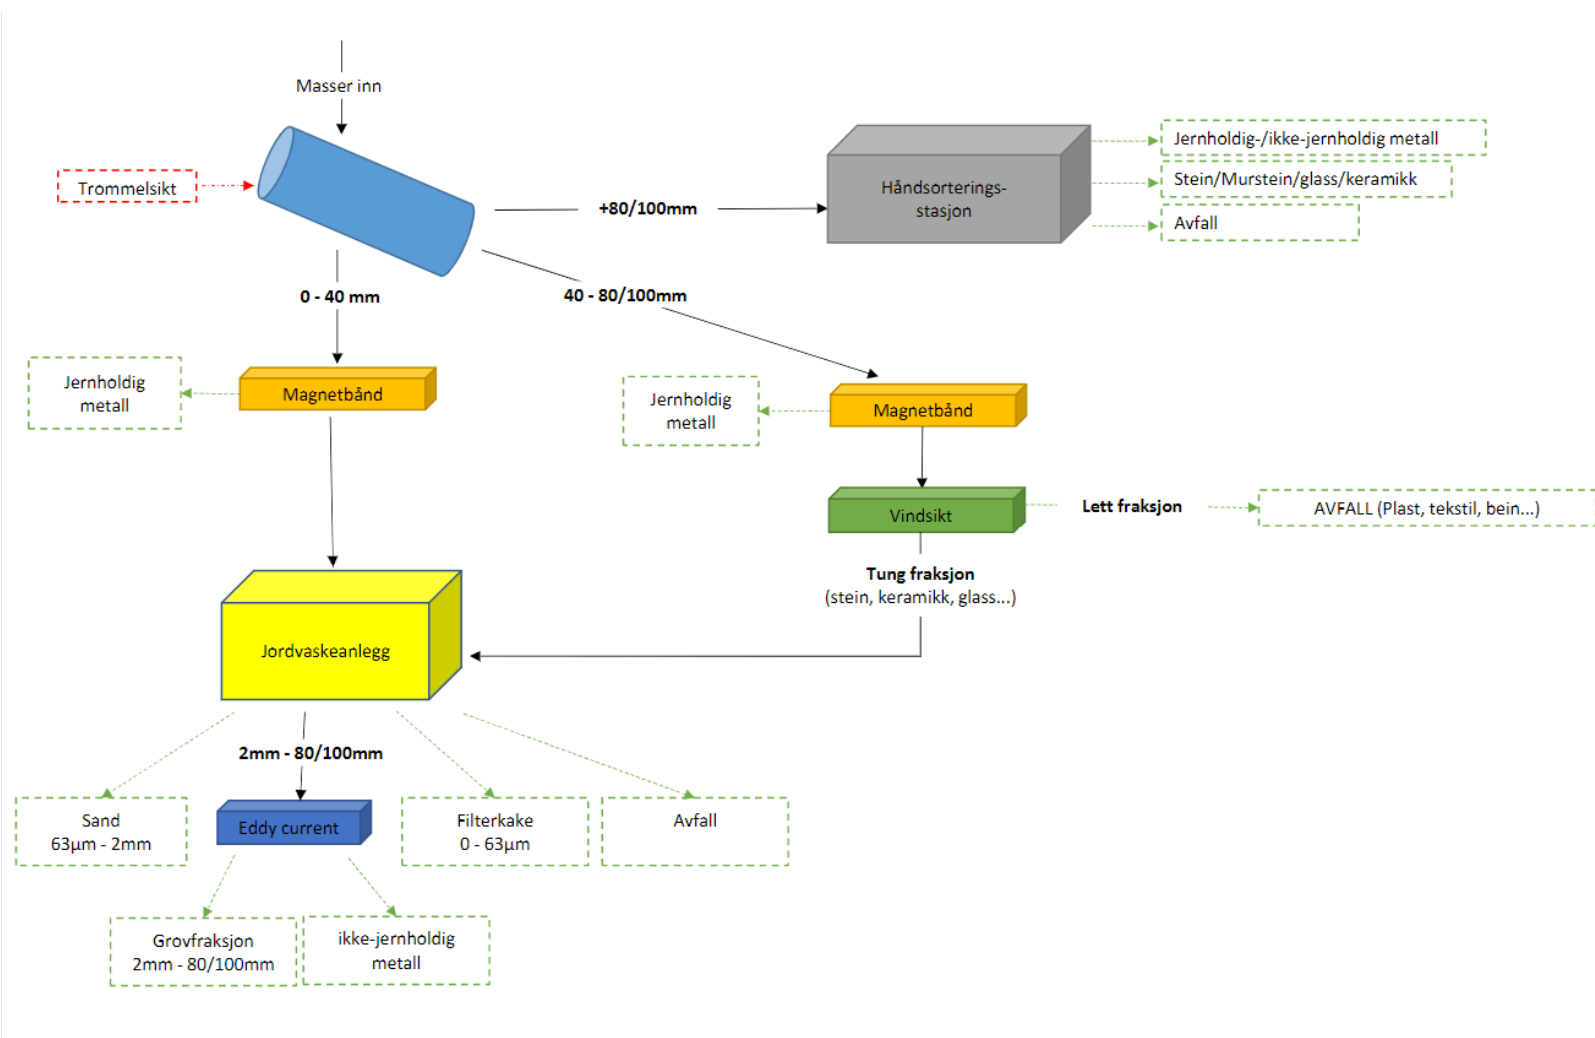 Masser inn
Trommelsikt
+80/100mm
Håndsorterings-
stasjon
Jernholdig-/ikke-jernholdig metall
Stein/Murstein/glass/keramikk
Avfall
0 - 40 mm
40 - 80/100mm
Jernholdig
metall
Magnetbånd
Jernholdig
metall
Magnetbånd
Vindsikt
Lett fraksjon
AVFALL (Plast, tekstil, bein...)
Tung fraksjon
(stein, keramikk, glass...)
Jordvaskeanlegg
2mm - 80/100mm
Sand
63µm - 2mm
Eddy current
Filterkake
0 - 63µm
Avfall
Grovfraksjon
2mm - 80/100mm
ikke-jernholdig
metall